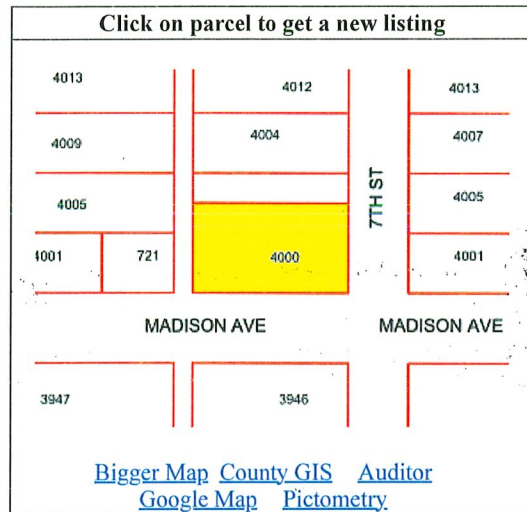 Click on parcel to get a new listing
4013 4012 4013
4009 4004 4007
4005 7TH ST 4005
4001 721 4000 4001
MADISON AVE MADISON AVE
3947 3946
Bigger Map County GIS Auditor
Google Map Pictometry